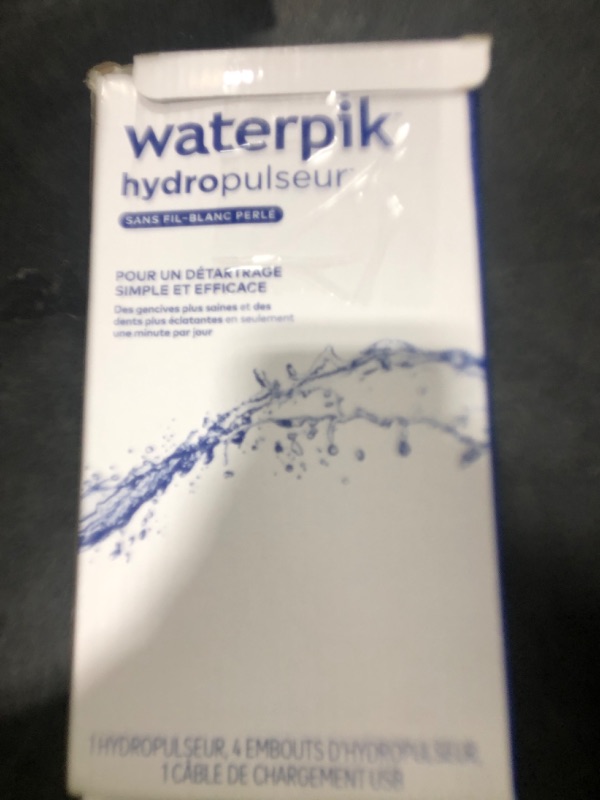 waterpik
hydropulseur
SANS FIL-BLANC PERLÉ
POUR UN DÉTARTRAGE
SIMPLE ET EFFICACE
Des gencives plus saines et des
dents plus éclatantes en seulement
une minute par jour
1 HYDROPULSEUR, 4 EMBOUTS D'HYDROPULSEUR,
1 CÂBLE DE CHARGEMENT USB